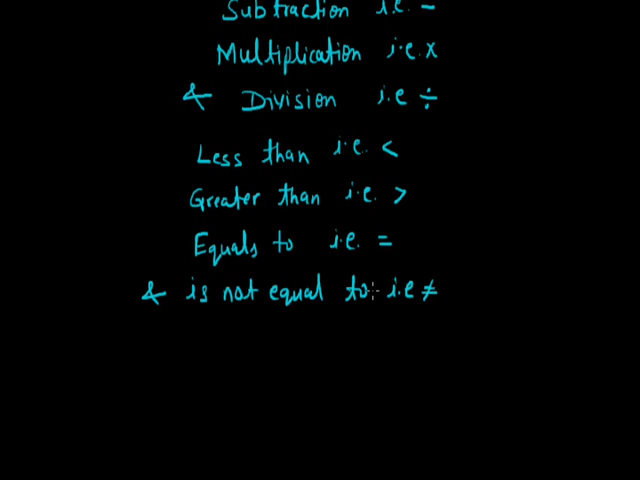 Subtraction i.e. -
Multiplication i.e. x
& Division i.e ÷
Less than i.e. <
Greater than i.e. >
Equals to i.e. =
& is not equal to i.e ≠